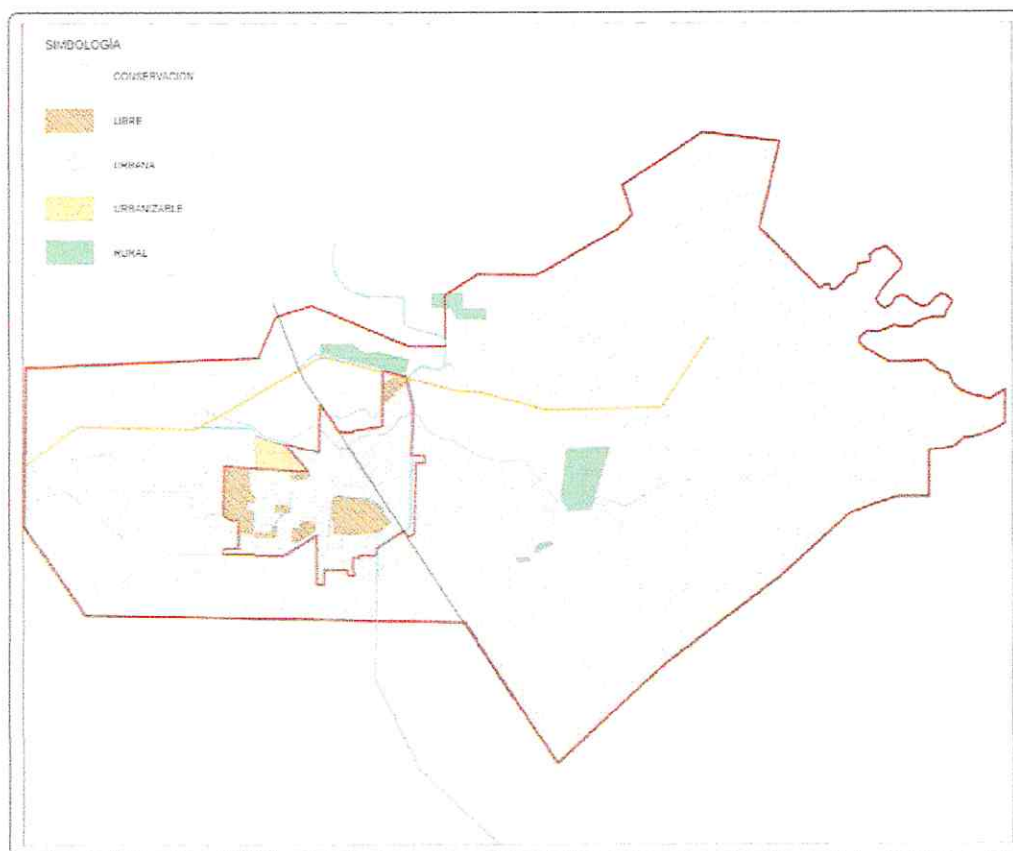 SIMBOLOGÍA
CONSERVACION
LIBRE
URBANA
URBANIZABLE
RURAL